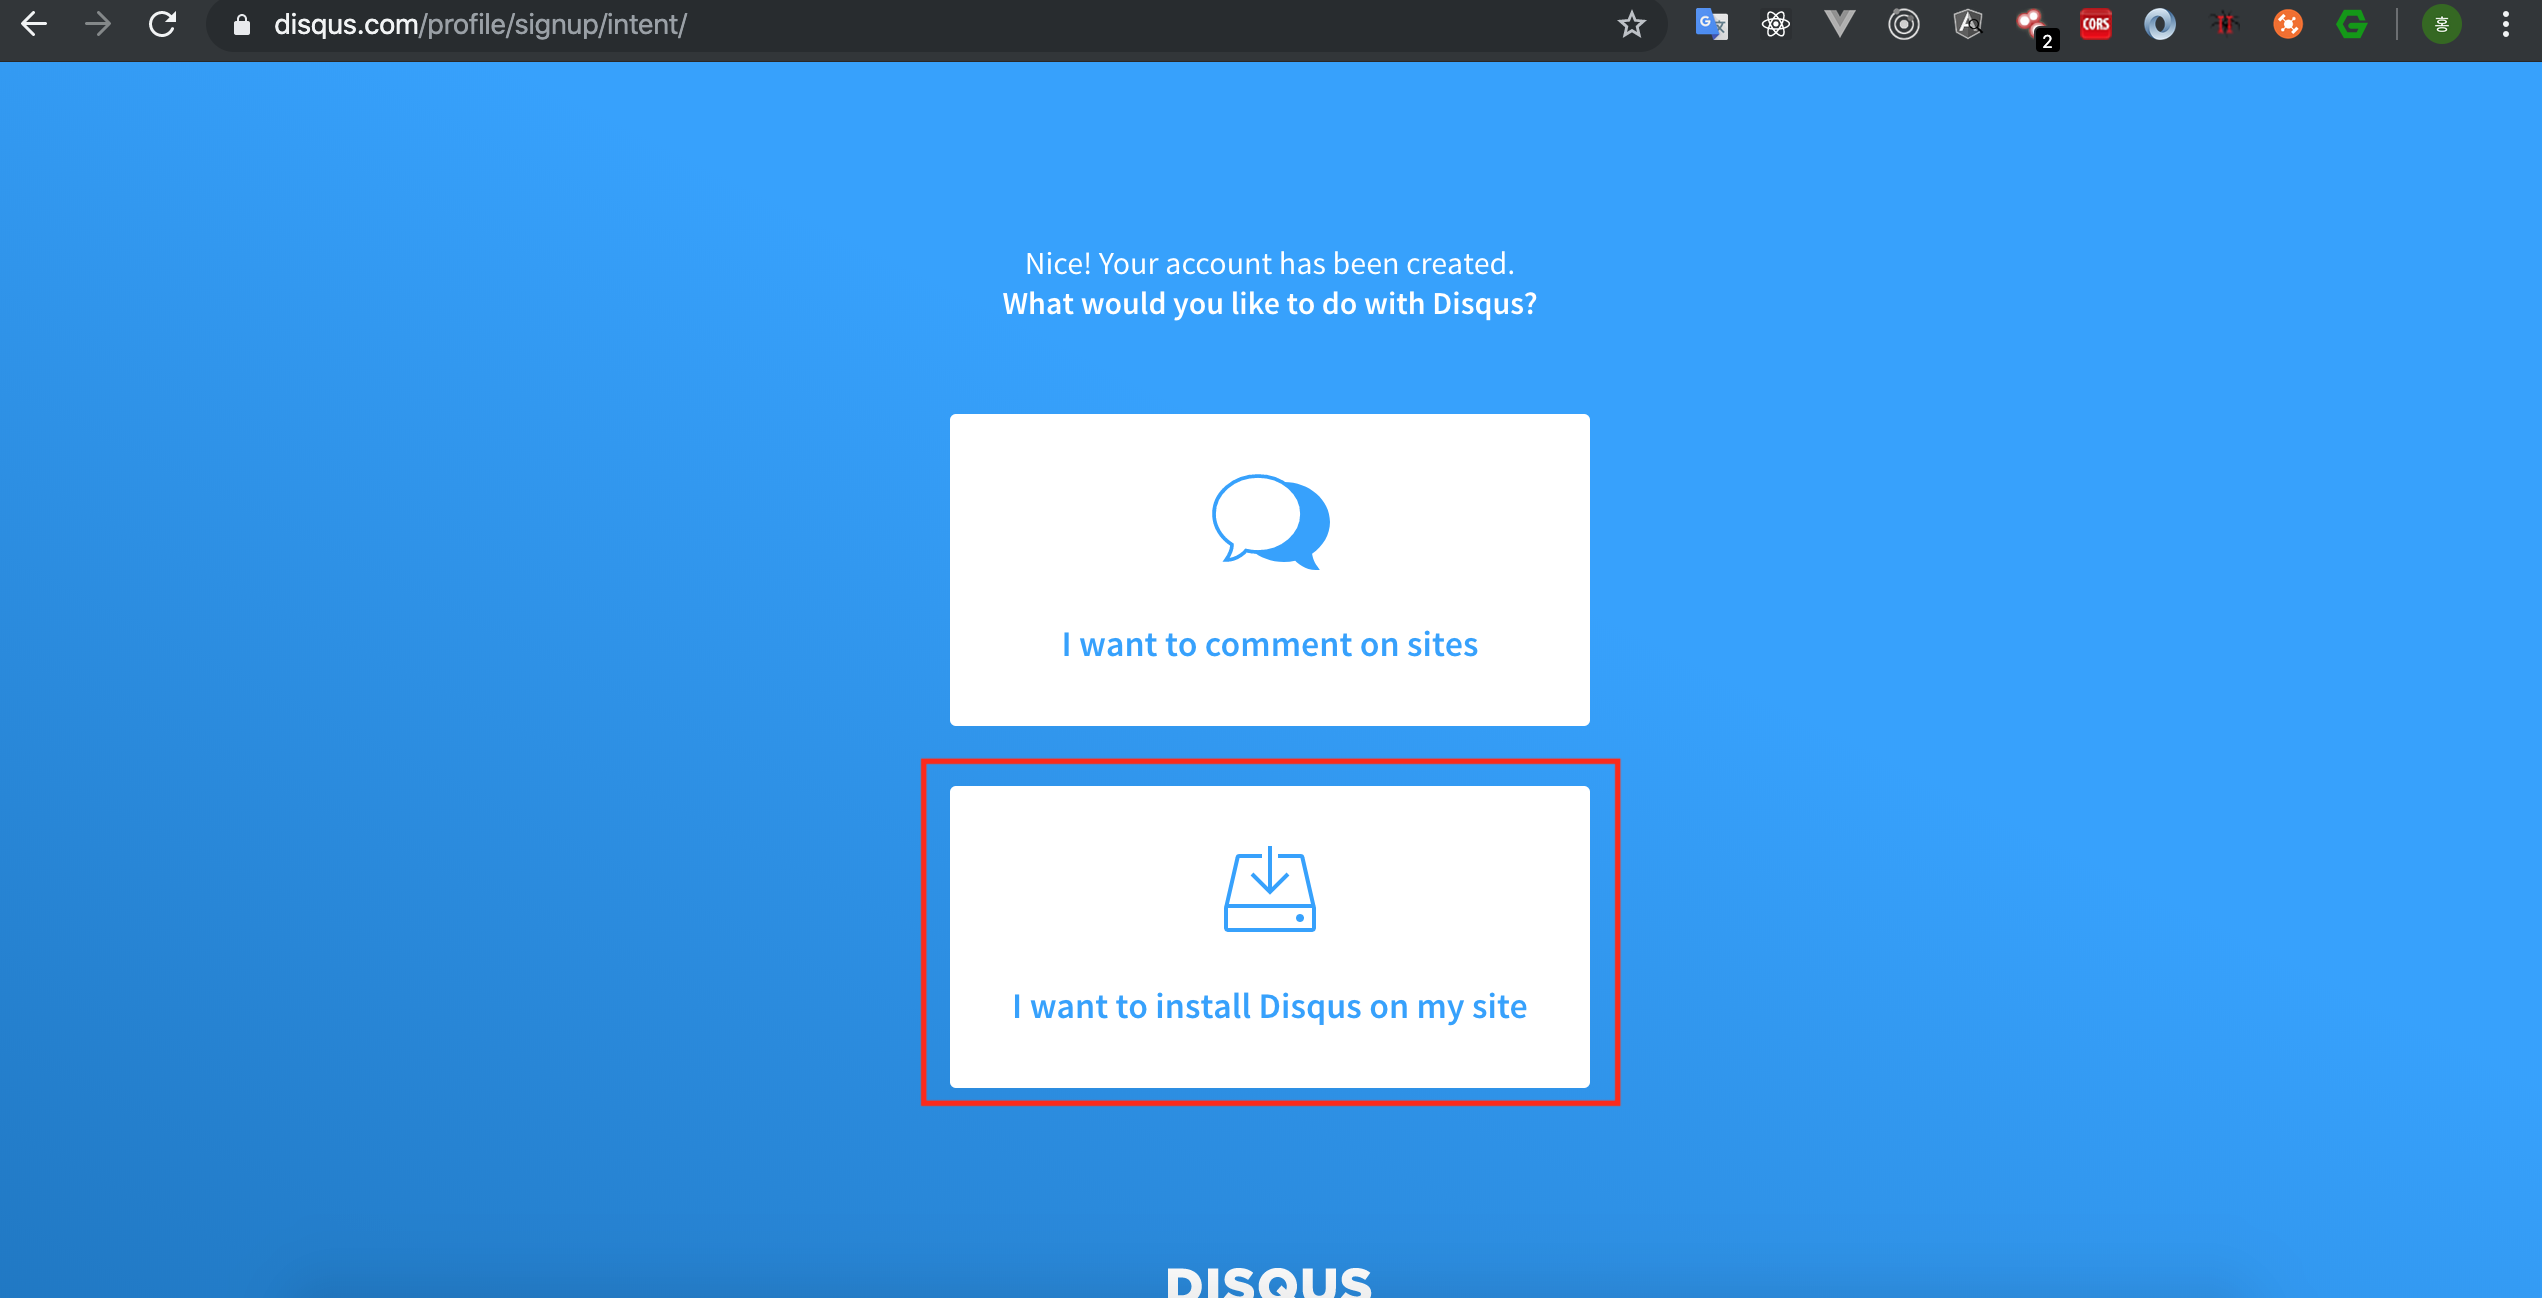 disqus.com/profile/signup/intent/
2
CORS
홍
Nice! Your account has been created.
What would you like to do with Disqus?
I want to comment on sites
I want to install Disqus on my site
DISQUS